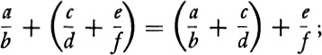 a/b + (c/d + e/f) = (a/b + c/d) + e/f;